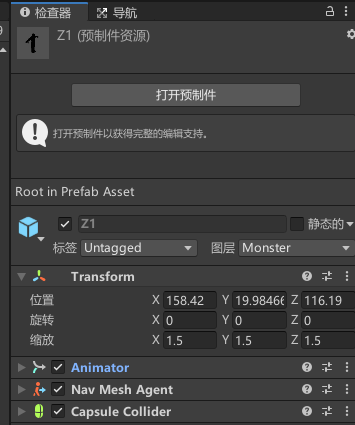 检查器 导航
Z1 (预制件资源)
打开预制件
打开预制件以获得完整的编辑支持。
Root in Prefab Asset
Z1 静态的
标签 Untagged 图层 Monster
Transform
位置 X 158.42 Y 19.98466 Z 116.19
旋转 X 0 Y 0 Z 0
缩放 X 1.5 Y 1.5 Z 1.5
Animator
Nav Mesh Agent
Capsule Collider